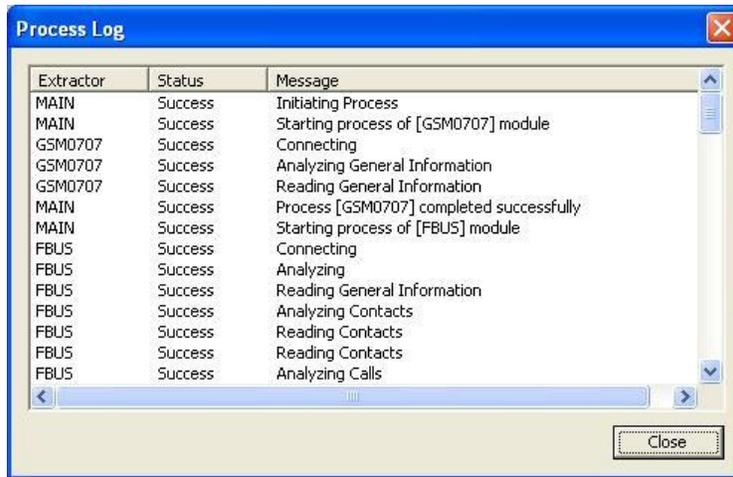 Process Log
Extractor Status Message
MAIN Success Initiating Process
MAIN Success Starting process of [GSM0707] module
GSM0707 Success Connecting
GSM0707 Success Analyzing General Information
GSM0707 Success Reading General Information
MAIN Success Process [GSM0707] completed successfully
MAIN Success Starting process of [FBUS] module
FBUS Success Connecting
FBUS Success Analyzing
FBUS Success Reading General Information
FBUS Success Analyzing Contacts
FBUS Success Reading Contacts
FBUS Success Reading Contacts
FBUS Success Analyzing Calls
Close